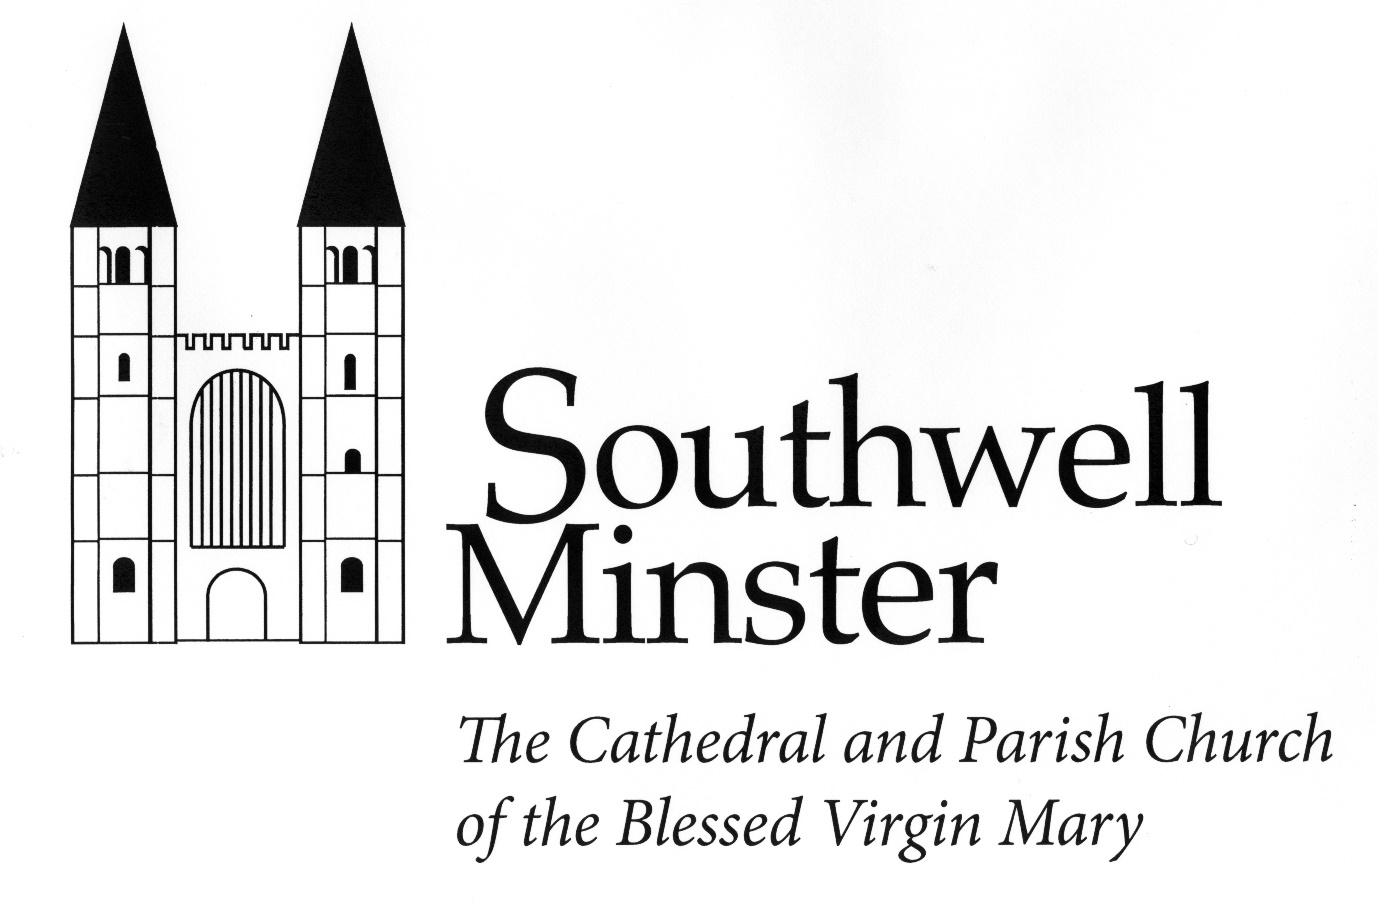 Southwell
Minster
The Cathedral and Parish Church
of the Blessed Virgin Mary